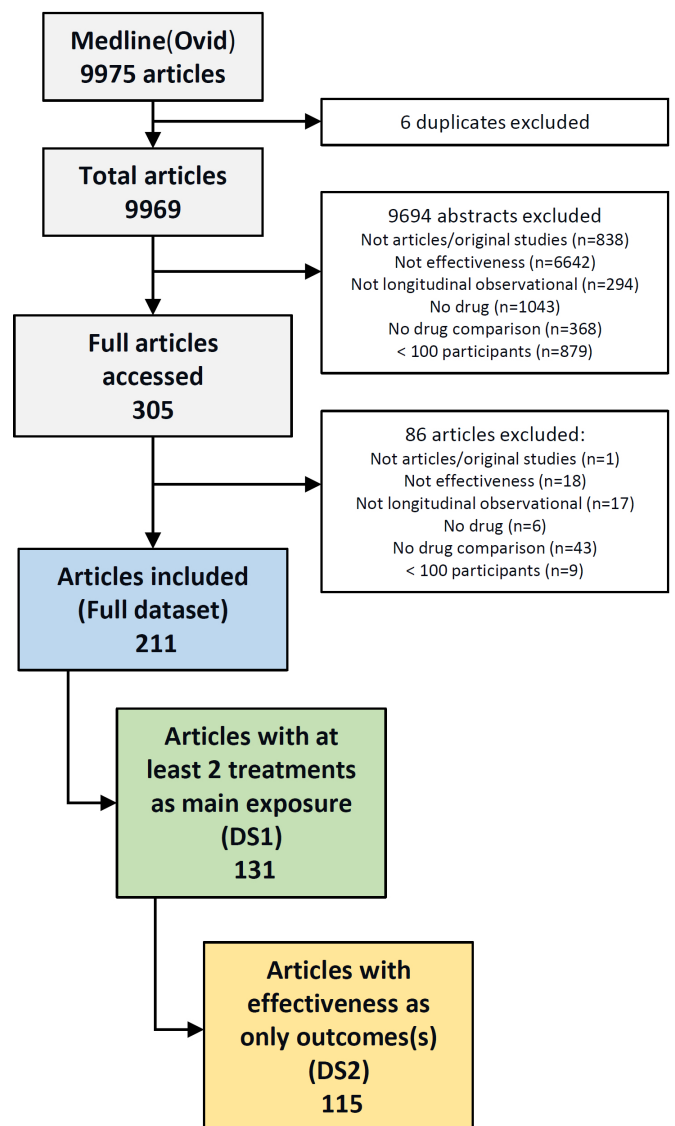 Medline(Ovid)
9975 articles
6 duplicates excluded
Total articles
9969
9694 abstracts excluded
Not articles/original studies (n=838)
Not effectiveness (n=6642)
Not longitudinal observational (n=294)
No drug (n=1043)
No drug comparison (n=368)
< 100 participants (n=879)
Full articles
accessed
305
86 articles excluded:
Not articles/original studies (n=1)
Not effectiveness (n=18)
Not longitudinal observational (n=17)
No drug (n=6)
No drug comparison (n=43)
< 100 participants (n=9)
Articles included
(Full dataset)
211
Articles with at
least 2 treatments
as main exposure
(DS1)
131
Articles with
effectiveness as
only outcomes(s)
(DS2)
115